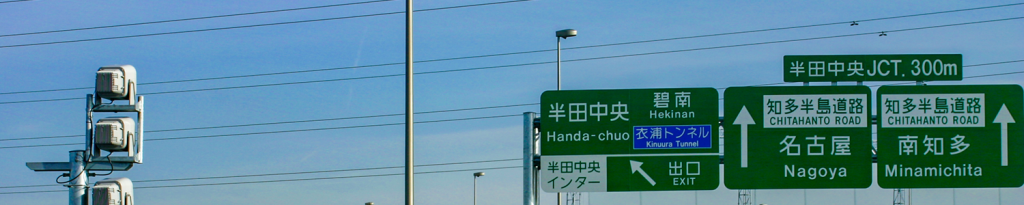 半田中央JCT. 300m
半田中央
Handa-chuo
碧南
Hekinan
衣浦トンネル
Kinuura Tunnel
半田中央
インター
出口
EXIT
知多半島道路
CHITAHANTO ROAD
名古屋
Nagoya
知多半島道路
CHITAHANTO ROAD
南知多
Minamichita